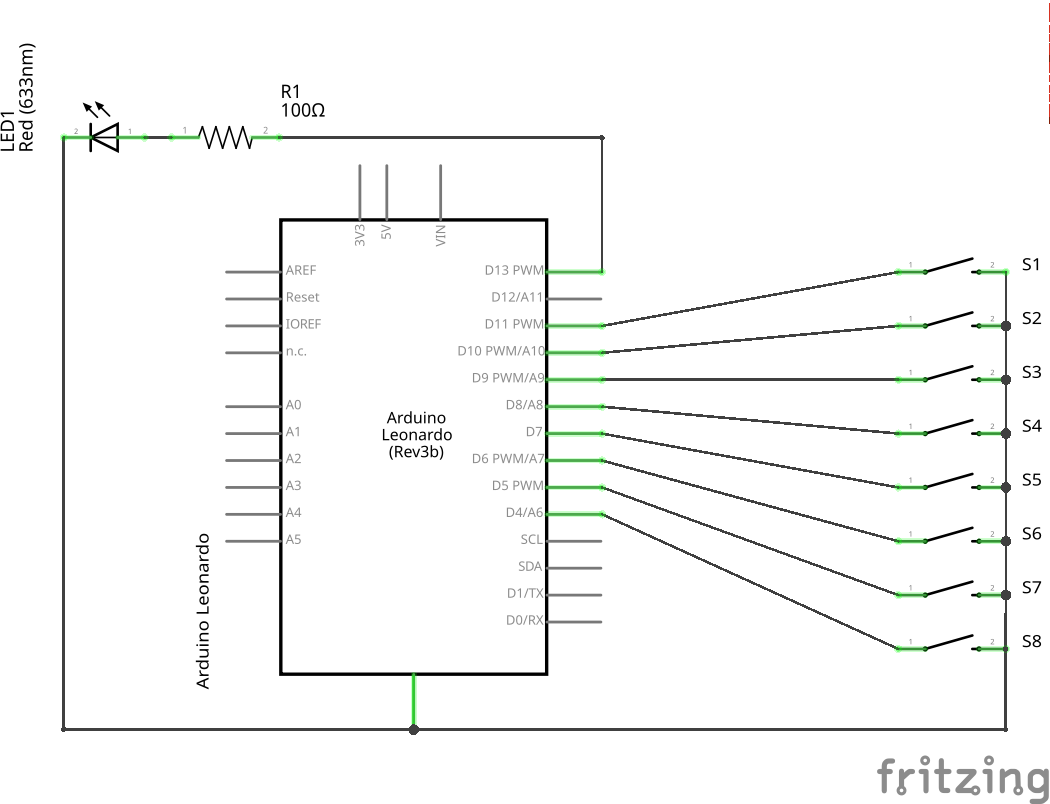 LED1
Red (633nm)
R1
100Ω
2
1
1
2
3V3
5V
VIN
AREF
Reset
IOREF
n.c.
A0
A1
A2
A3
A4
A5
D13 PWM
D12/A11
D11 PWM
D10 PWM/A10
D9 PWM/A9
D8/A8
D7
D6 PWM/A7
D5 PWM
D4/A6
SCL
SDA
D1/TX
D0/RX
Arduino
Leonardo
(Rev3b)
Arduino Leonardo
1
2
S1
1
2
S2
1
2
S3
1
2
S4
1
2
S5
1
2
S6
1
2
S7
1
2
S8
fritzing